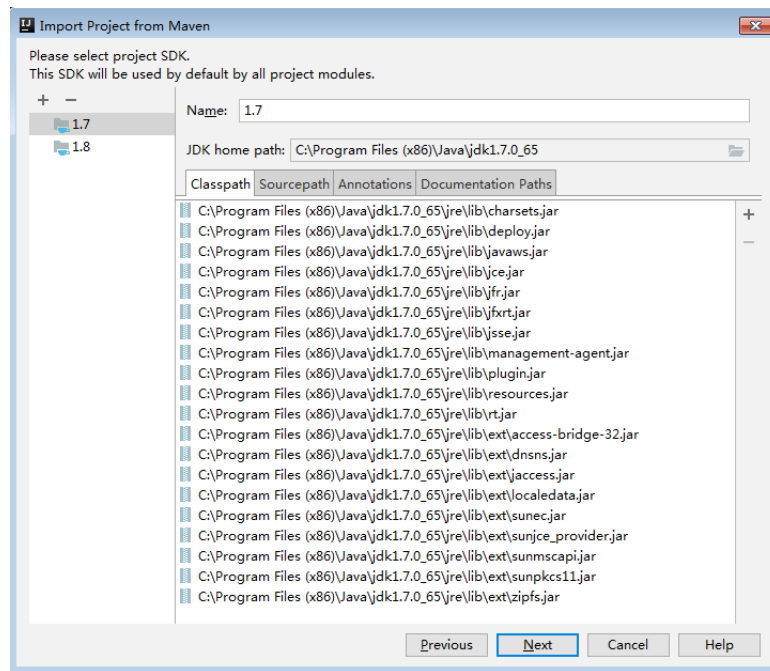 Import Project from Maven
Please select project SDK.
This SDK will be used by default by all project modules.
1.7
1.8
Name: 1.7
JDK home path: C:\Program Files (x86)\Java\jdk1.7.0_65
Classpath Sourcepath Annotations Documentation Paths
C:\Program Files (x86)\Java\jdk1.7.0_65\jre\lib\charsets.jar
C:\Program Files (x86)\Java\jdk1.7.0_65\jre\lib\deploy.jar
C:\Program Files (x86)\Java\jdk1.7.0_65\jre\lib\javaws.jar
C:\Program Files (x86)\Java\jdk1.7.0_65\jre\lib\jce.jar
C:\Program Files (x86)\Java\jdk1.7.0_65\jre\lib\jfr.jar
C:\Program Files (x86)\Java\jdk1.7.0_65\jre\lib\jfxrt.jar
C:\Program Files (x86)\Java\jdk1.7.0_65\jre\lib\jsse.jar
C:\Program Files (x86)\Java\jdk1.7.0_65\jre\lib\management-agent.jar
C:\Program Files (x86)\Java\jdk1.7.0_65\jre\lib\plugin.jar
C:\Program Files (x86)\Java\jdk1.7.0_65\jre\lib\resources.jar
C:\Program Files (x86)\Java\jdk1.7.0_65\jre\lib\rt.jar
C:\Program Files (x86)\Java\jdk1.7.0_65\jre\lib\ext\access-bridge-32.jar
C:\Program Files (x86)\Java\jdk1.7.0_65\jre\lib\ext\dnsns.jar
C:\Program Files (x86)\Java\jdk1.7.0_65\jre\lib\ext\jaccess.jar
C:\Program Files (x86)\Java\jdk1.7.0_65\jre\lib\ext\localedata.jar
C:\Program Files (x86)\Java\jdk1.7.0_65\jre\lib\ext\sunec.jar
C:\Program Files (x86)\Java\jdk1.7.0_65\jre\lib\ext\sunjce_provider.jar
C:\Program Files (x86)\Java\jdk1.7.0_65\jre\lib\ext\sunmscapi.jar
C:\Program Files (x86)\Java\jdk1.7.0_65\jre\lib\ext\sunpkcs11.jar
C:\Program Files (x86)\Java\jdk1.7.0_65\jre\lib\ext\zipfs.jar
Previous Next Cancel Help